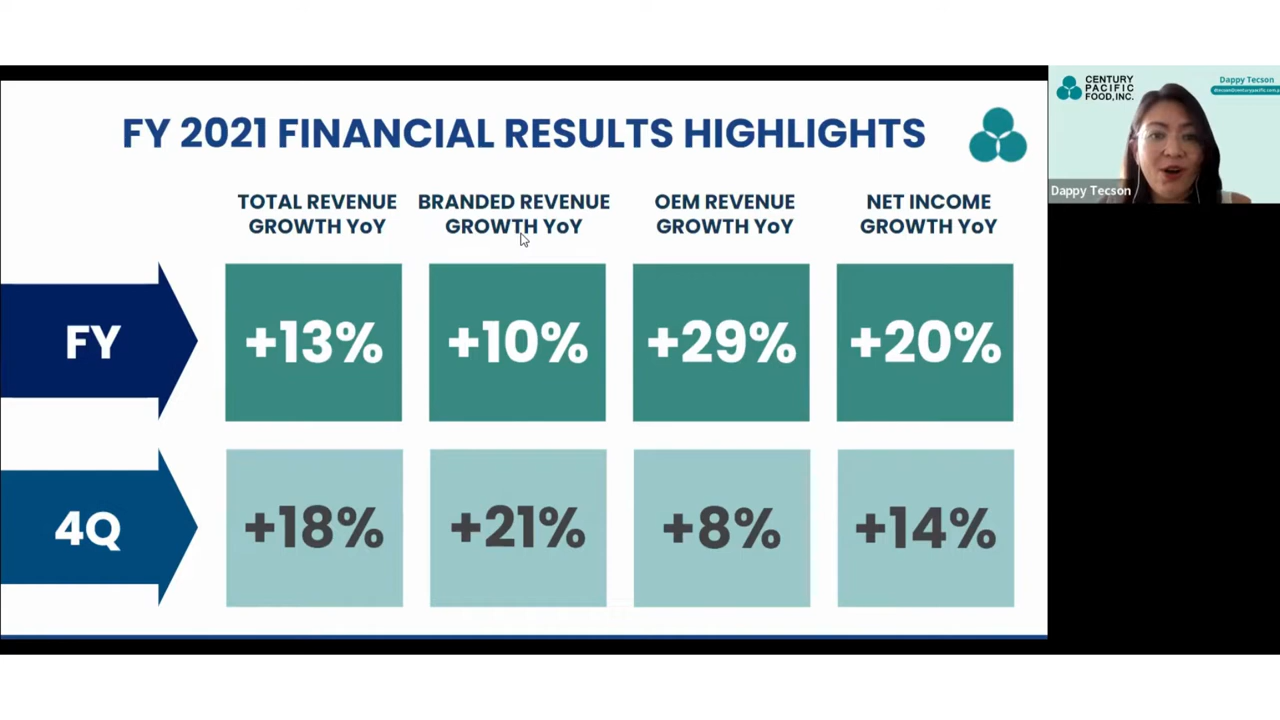 FY 2021 FINANCIAL RESULTS HIGHLIGHTS
TOTAL REVENUE
GROWTH YoY
BRANDED REVENUE
GROWTH YoY
OEM REVENUE
GROWTH YoY
NET INCOME
GROWTH YoY
FY
+13%
+10%
+29%
+20%
4Q
+18%
+21%
+8%
+14%
CENTURY
PACIFIC
FOOD, INC.
Dappy Tecson
Dappy Tecson